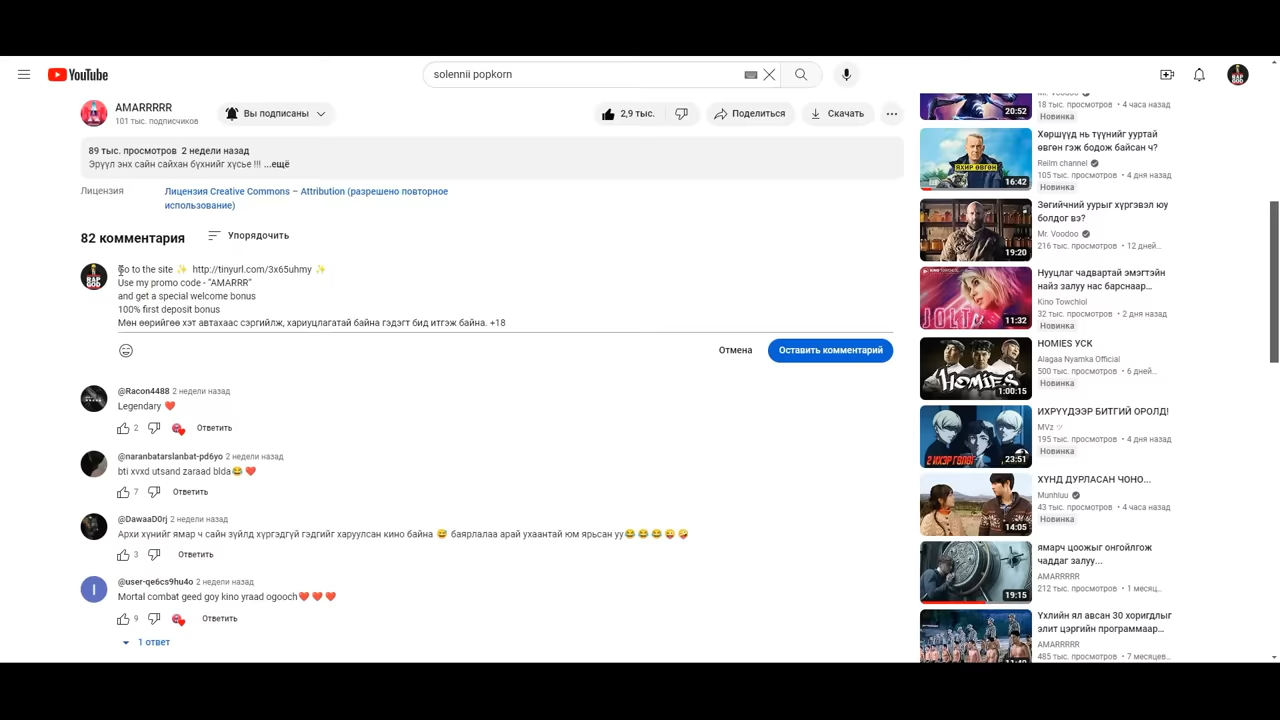 YouTube
solennii popkorn
AMARRRRR
101 тыс. подписчиков
Вы подписаны
2,9 тыс.
Поделиться
Скачать
89 тыс. просмотров 2 недели назад
Эрүүл энх сайн сайхан бүхнийг хүсье !!! ...ещё
Лицензия
Лицензия Creative Commons – Attribution (разрешено повторное
использование)
82 комментария
Упорядочить
RAP
GOD
Go to the site ✨ http://tinyurl.com/3x65uhmy ✨
Use my promo code - "AMARRR"
and get a special welcome bonus
100% first deposit bonus
Мөн өөрийгөө хэт автахаас сэргийлж, хариуцлагатай байна гэдэгт бид итгэж байна. +18
Отмена
Оставить комментарий
@Racon4488 2 недели назад
Legendary ❤️
2
Ответить
@naranbatarslanbat-pd6yo 2 недели назад
bti xvxd utsand zaraad blda😂 ❤️
7
Ответить
@DawaaD0rj 2 недели назад
Архи хүнийг ямар ч сайн зүйлд хүргэдгүй гэдгийг харуулсан кино байна 😅 баярлалаа арай ухаантай юм ярьсан уу😂😂😂😜🤪
3
Ответить
I
@user-qe6cs9hu4o 2 недели назад
Mortal combat geed goy kino yraad ogooch❤️❤️❤️
9
Ответить
1 ответ
20:52
Mr. Voodoo
18 тыс. просмотров • 4 часа назад
Новинка
ЯХИР ӨВГӨН
16:42
Хөршүүд нь түүнийг ууртай
өвгөн гэж бодож байсан ч?
Reilm channel
105 тыс. просмотров • 4 дня назад
Новинка
19:20
Зөгийчний уурыг хүргэвэл юу
болдог вэ?
Mr. Voodoo
216 тыс. просмотров • 12 дней...
KINO TOWCHLOL
JOLT
11:32
Нууцлаг чадвартай эмэгтэйн
найз залуу нас барснаар...
Kino Towchlol
32 тыс. просмотров • 2 дня назад
Новинка
HOMIES
1:00:15
HOMIES УСК
Alagaa Nyamka Official
500 тыс. просмотров • 6 дней...
Новинка
2 ИХЭР ГӨЛӨГ
23:51
ИХРҮҮДЭЭР БИТГИЙ ОРОЛД!
MVz ツ
195 тыс. просмотров • 4 дня назад
Новинка
14:05
ХҮНД ДУРЛАСАН ЧОНО...
Munhiuu
43 тыс. просмотров • 4 часа назад
Новинка
19:15
ямарч цоожыг онгойлгож
чаддаг залуу...
AMARRRRR
212 тыс. просмотров • 1 месяц...
Үхлийн ял авсан 30 хоригдлыг
элит цэргийн программаар...
AMARRRRR
485 тыс. просмотров • 7 месяцев...